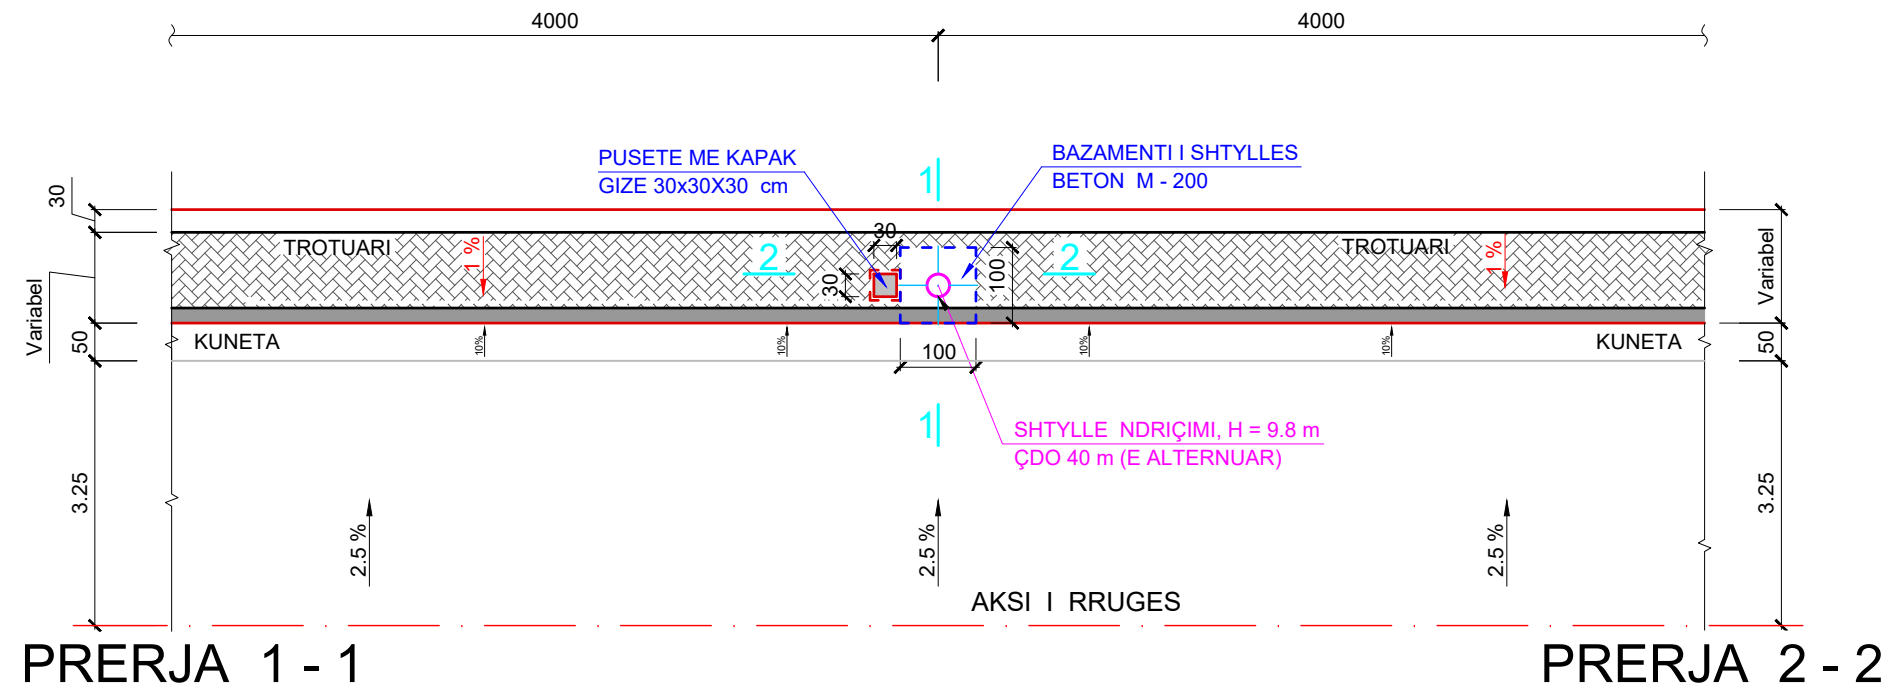 4000
4000
PUSETE ME KAPAK
GIZE 30x30X30 cm
BAZAMENTI I SHTYLLES
BETON M - 200
1
30
Variabel
50
3.25
TROTUARI
1 %
2
30
30
100
2
TROTUARI
1 %
Variabel
50
3.25
KUNETA
10%
10%
10%
10%
KUNETA
100
1
SHTYLLE NDRIÇIMI, H = 9.8 m
ÇDO 40 m (E ALTERNUAR)
2.5 %
2.5 %
2.5 %
AKSI I RRUGES
PRERJA 1 - 1
PRERJA 2 - 2